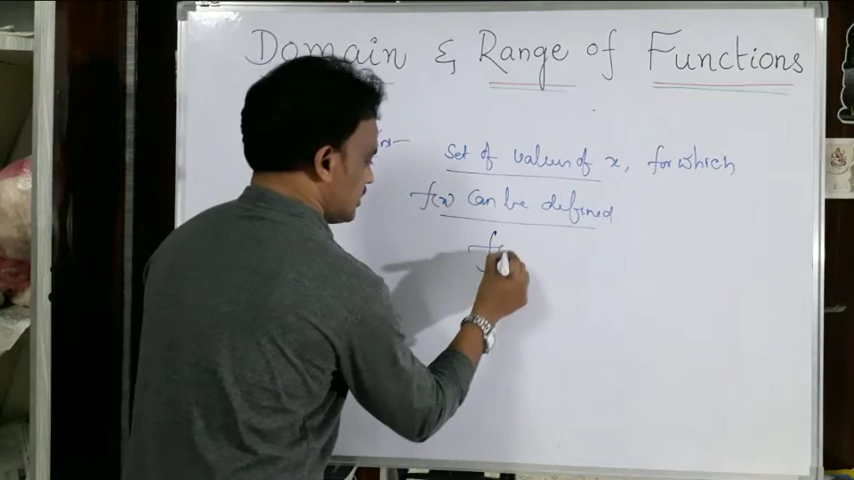 Domain & Range of Functions
Set of values of x, for which
f(x) can be defined
f